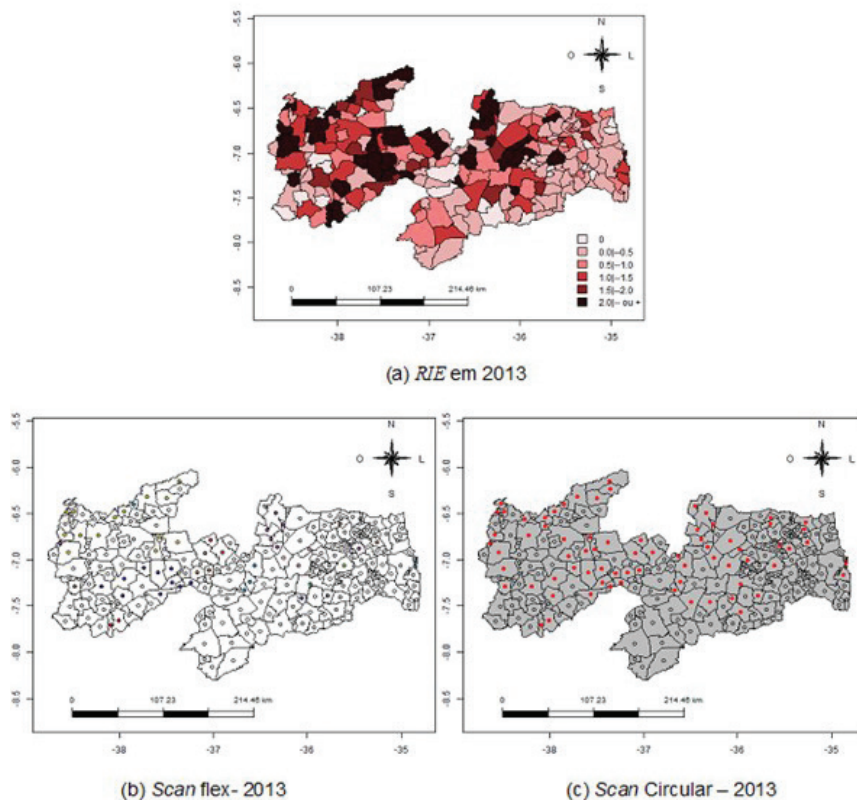 -5.5
-6.0
-6.5
-7.0
-7.5
-8.0
-8.5
N
O
L
S
0
0.0|--0.5
0.5|--1.0
1.0|--1.5
1.5|--2.0
2.0|-- ou +
0 107.23 214.46 km
-38 -37 -36 -35
(a) RIE em 2013
-5.5
-6.0
-6.5
-7.0
-7.5
-8.0
-8.5
N
O
L
S
0 107.23 214.46 km
-38 -37 -36 -35
(b) Scan flex- 2013
-5.5
-6.0
-6.5
-7.0
-7.5
-8.0
-8.5
N
O
L
S
0 107.23 214.46 km
-38 -37 -36 -35
(c) Scan Circular – 2013